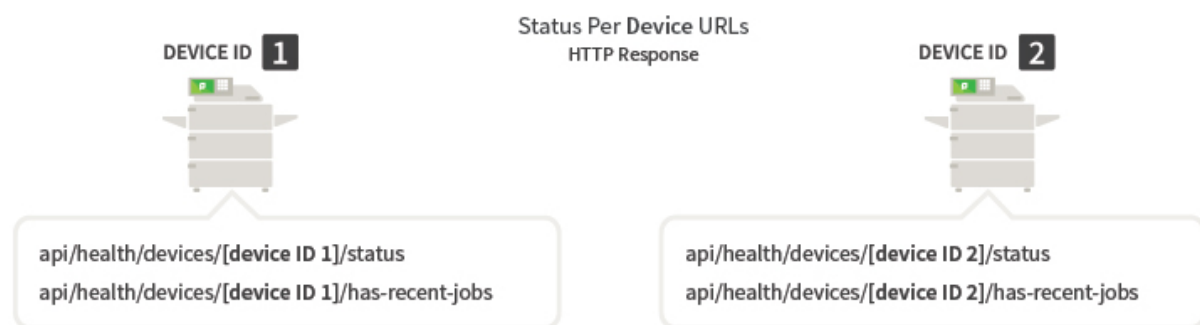 Status Per Device URLs
HTTP Response
DEVICE ID 1
DEVICE ID 2
api/health/devices/[device ID 1]/status
api/health/devices/[device ID 1]/has-recent-jobs
api/health/devices/[device ID 2]/status
api/health/devices/[device ID 2]/has-recent-jobs